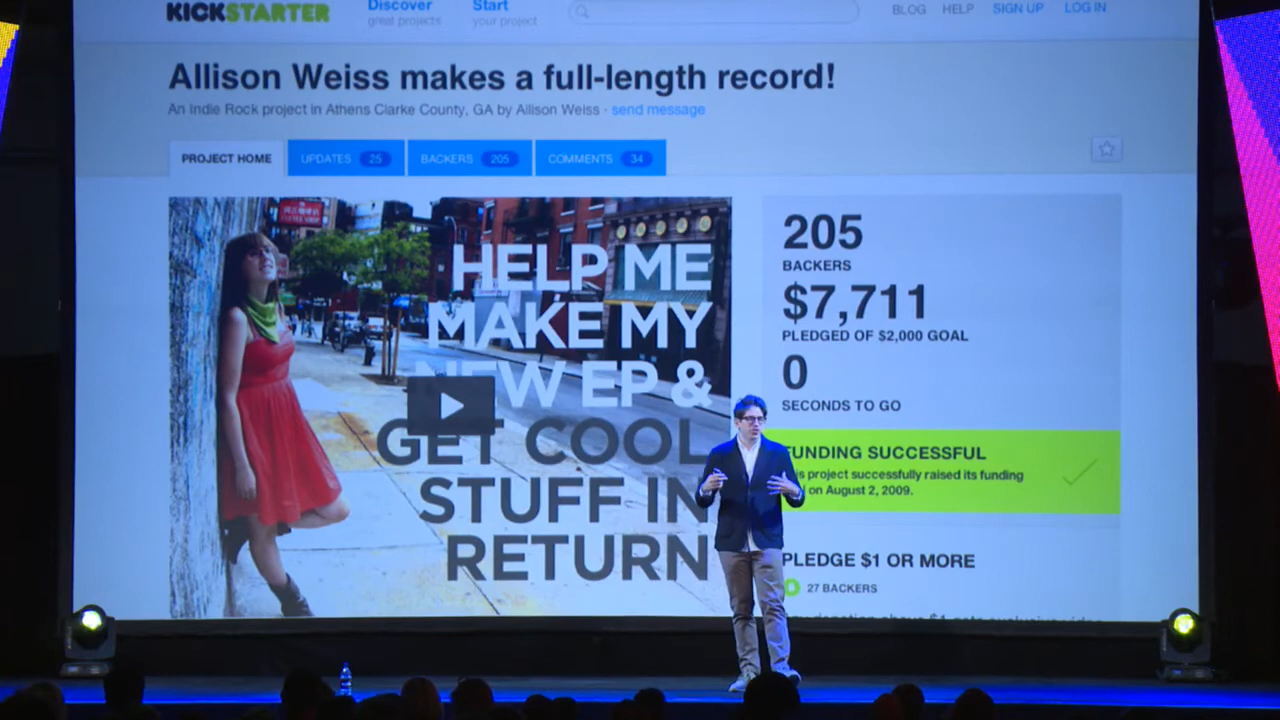 KICKSTARTER
Discover
great projects
Start
your project
BLOG HELP SIGN UP LOG IN
Allison Weiss makes a full-length record!
An Indie Rock project in Athens Clarke County, GA by Allison Weiss · send message
PROJECT HOME UPDATES 25 BACKERS 205 COMMENTS 34
HELP ME
MAKE MY
NEW EP &
GET COOL
STUFF IN
RETURN
205
BACKERS
$7,711
PLEDGED OF $2,000 GOAL
0
SECONDS TO GO
FUNDING SUCCESSFUL
is project successfully raised its funding
on August 2, 2009.
PLEDGE $1 OR MORE
27 BACKERS